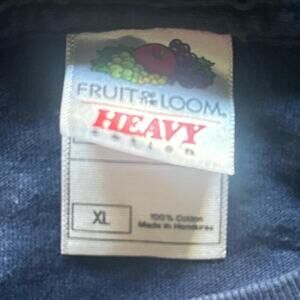 FRUIT OF THE LOOM®
HEAVY
cotton
XL
100% Cotton
Made in Honduras